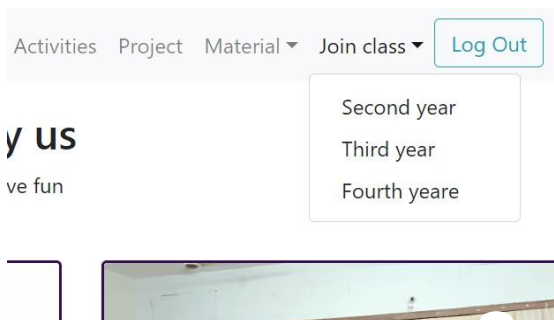 Activities Project Material Join class Log Out
Second year
Third year
Fourth yeare
y us
ve fun